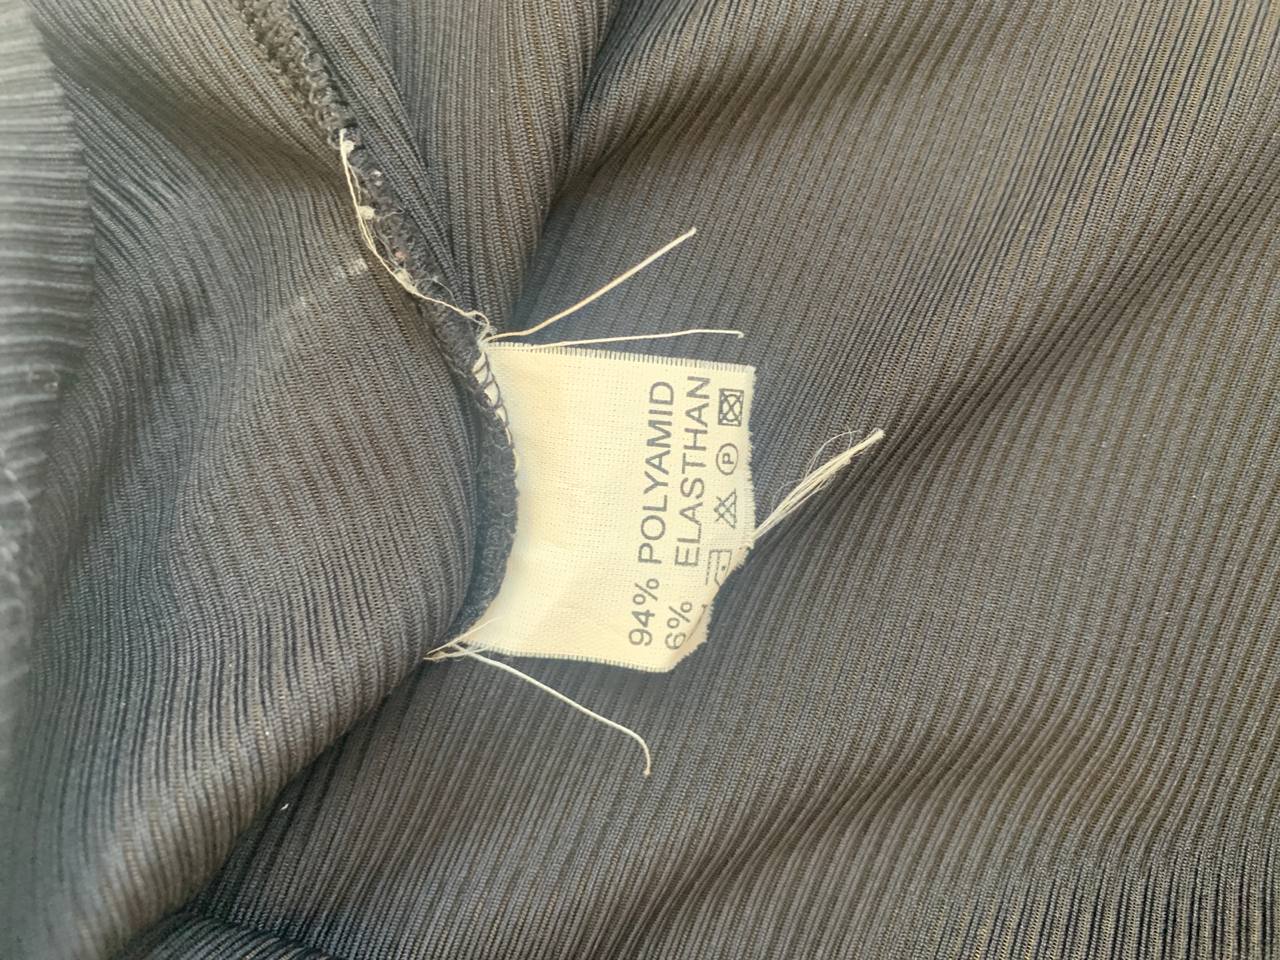 94% POLYAMID
6% ELASTHAN
P